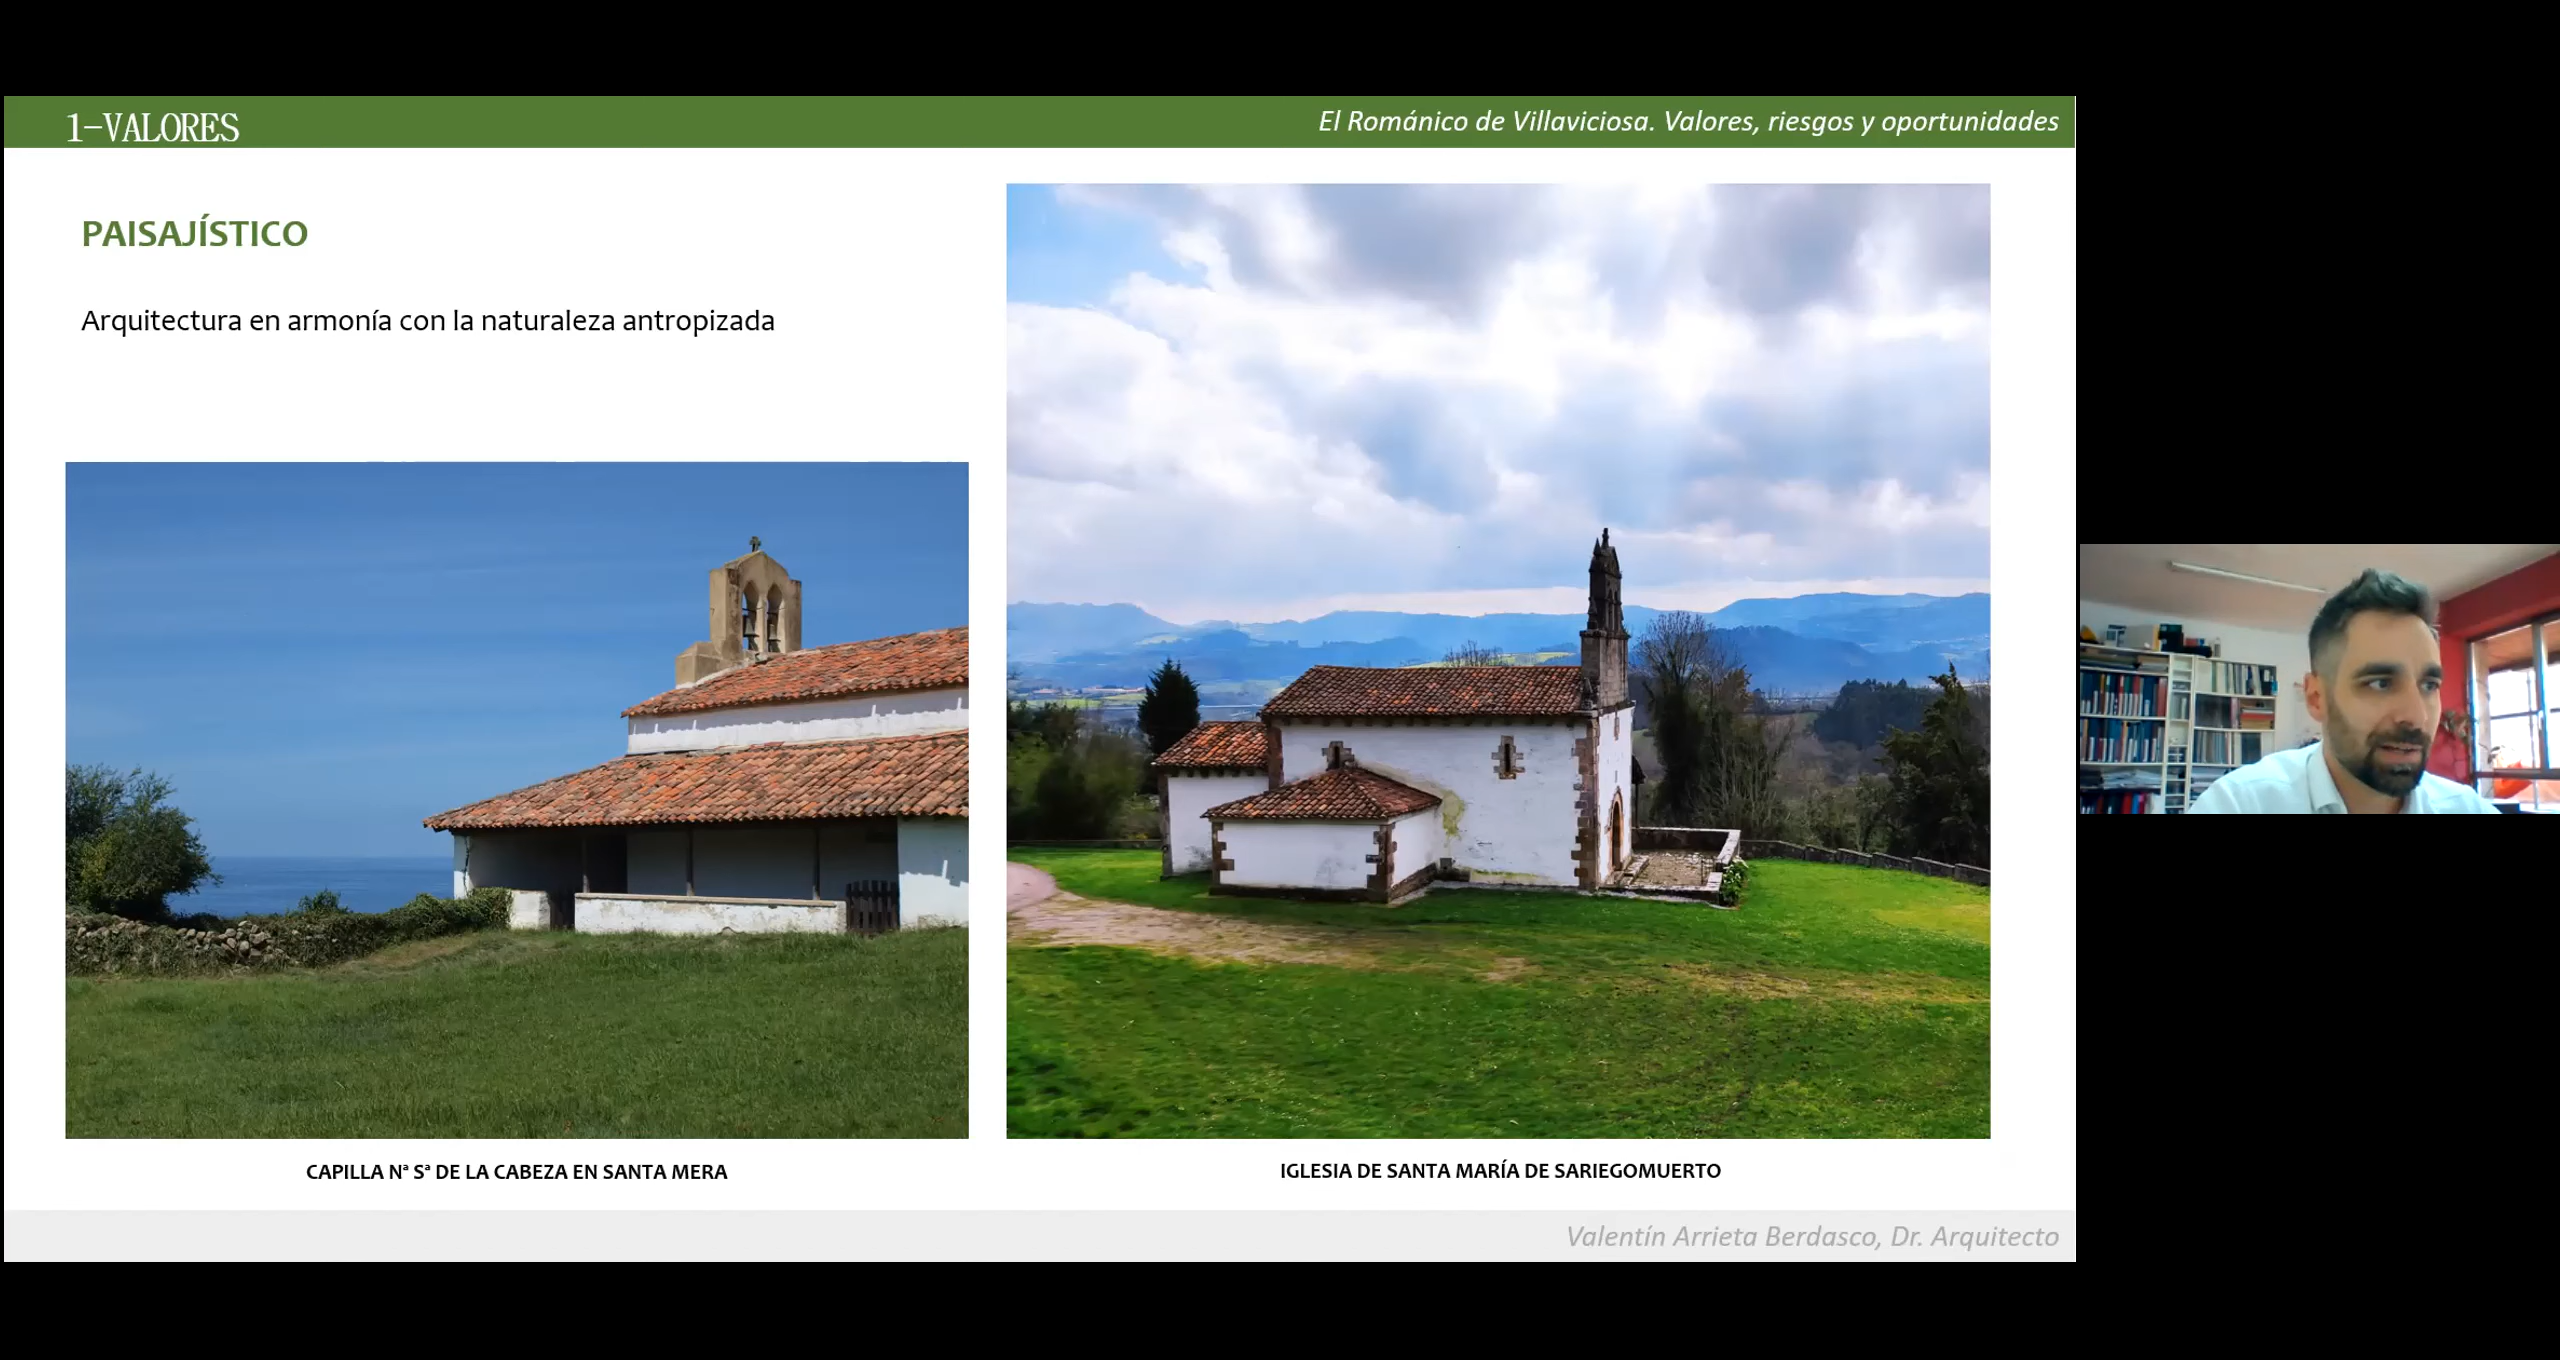 1-VALORES
El Románico de Villaviciosa. Valores, riesgos y oportunidades
PAISAJÍSTICO
Arquitectura en armonía con la naturaleza antropizada
CAPILLA Nª Sª DE LA CABEZA EN SANTA MERA
IGLESIA DE SANTA MARÍA DE SARIEGOMUERTO
Valentín Arrieta Berdasco, Dr. Arquitecto